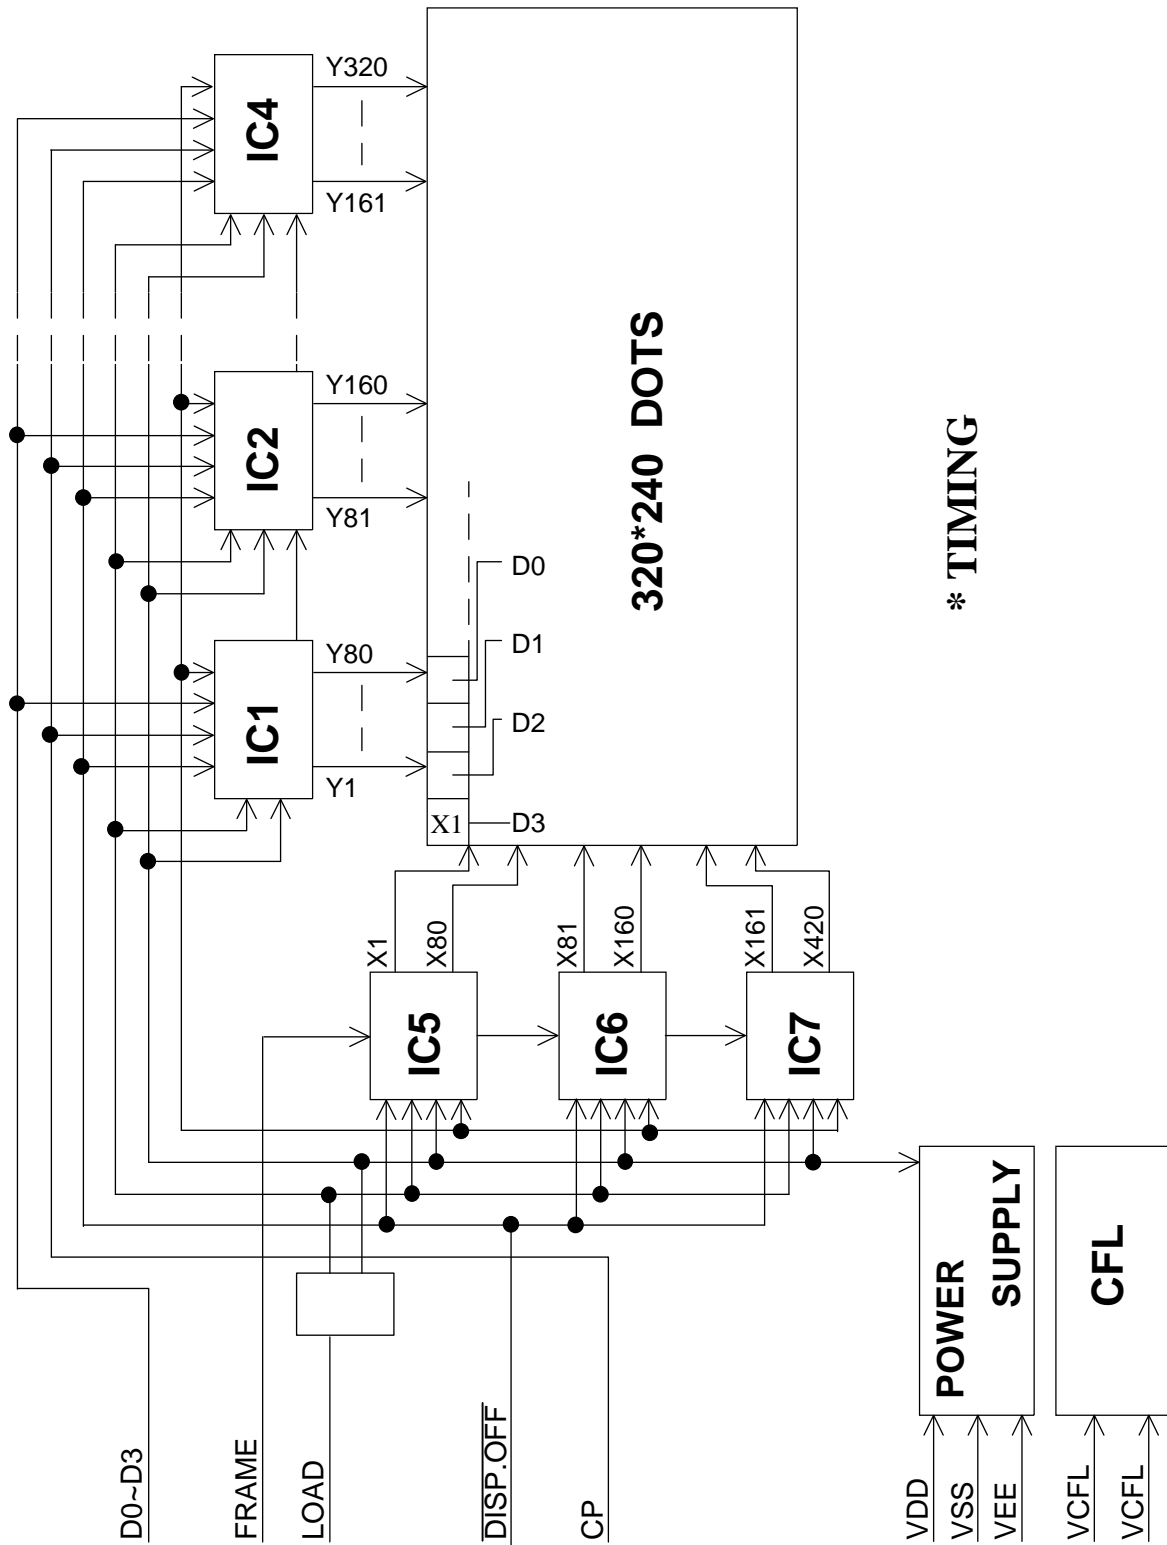 D0~D3
FRAME
LOAD
DISP.OFF
CP
VDD
VSS
VEE
VCFL
VCFL
IC1
IC2
IC4
Y1
Y80
Y81
Y160
Y161
Y320
X1
D3
D2
D1
D0
320*240 DOTS
X1
X80
X81
X160
X161
X420
IC5
IC6
IC7
POWER
SUPPLY
CFL
* TIMING